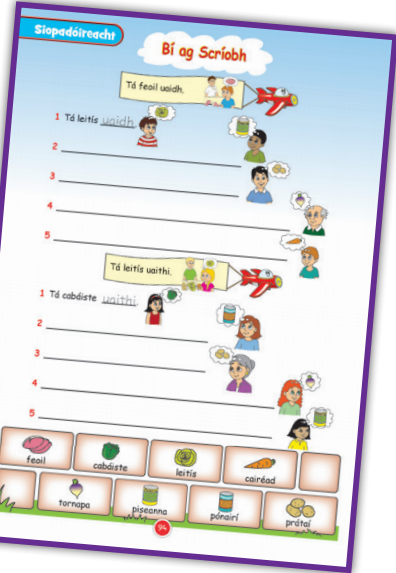 Siopadóireacht
Bí ag Scríobh
Tá feoil uaidh.
1 Tá leitís uaidh.
2
3
4
5
Tá leitís uaithi.
1 Tá cabáiste uaithi.
2
3
4
5
feoil
cabáiste
leitís
cairéad
tornapa
piseanna
pónairí
prátaí
94